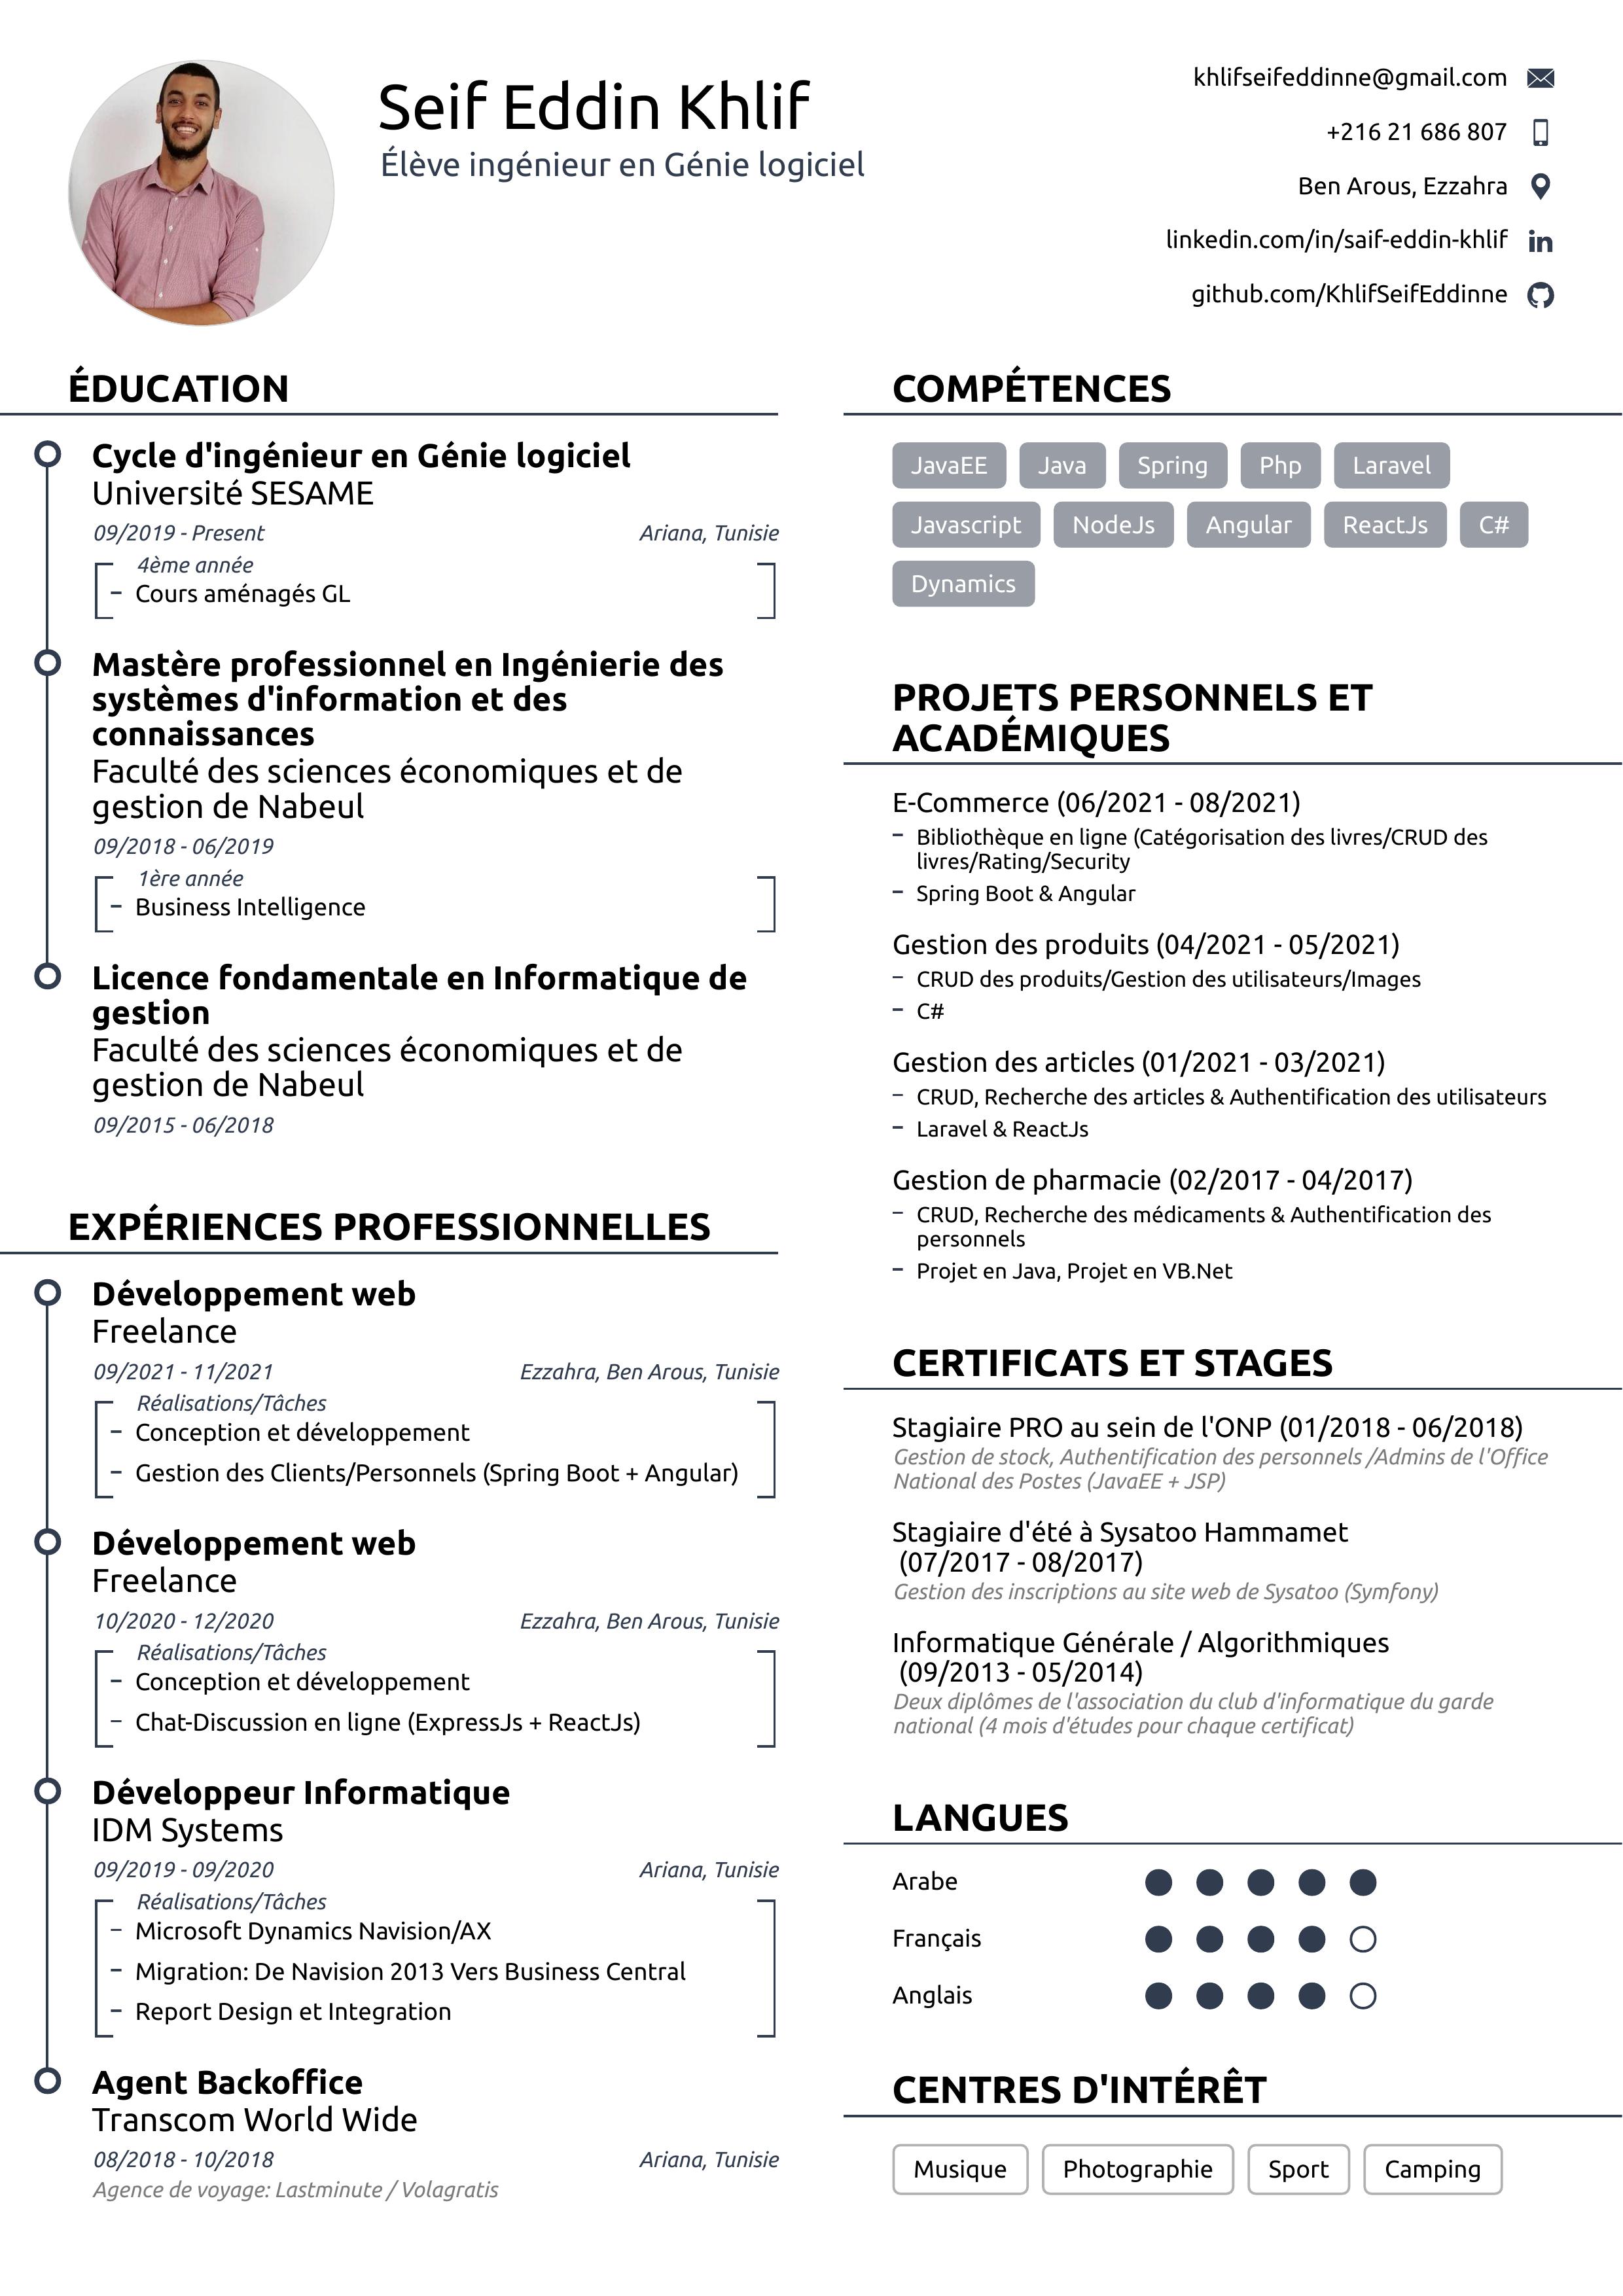 Seif Eddin Khlif
Élève ingénieur en Génie logiciel
khlifseifeddinne@gmail.com
+216 21 686 807
Ben Arous, Ezzahra
linkedin.com/in/saif-eddin-khlif
github.com/KhlifSeifEddinne
ÉDUCATION
Cycle d'ingénieur en Génie logiciel
Université SESAME
09/2019 - Present Ariana, Tunisie
4ème année
– Cours aménagés GL
Mastère professionnel en Ingénierie des
systèmes d'information et des
connaissances
Faculté des sciences économiques et de
gestion de Nabeul
09/2018 - 06/2019
1ère année
– Business Intelligence
Licence fondamentale en Informatique de
gestion
Faculté des sciences économiques et de
gestion de Nabeul
09/2015 - 06/2018
EXPÉRIENCES PROFESSIONNELLES
Développement web
Freelance
09/2021 - 11/2021 Ezzahra, Ben Arous, Tunisie
Réalisations/Tâches
– Conception et développement
– Gestion des Clients/Personnels (Spring Boot + Angular)
Développement web
Freelance
10/2020 - 12/2020 Ezzahra, Ben Arous, Tunisie
Réalisations/Tâches
– Conception et développement
– Chat-Discussion en ligne (ExpressJs + ReactJs)
Développeur Informatique
IDM Systems
09/2019 - 09/2020 Ariana, Tunisie
Réalisations/Tâches
– Microsoft Dynamics Navision/AX
– Migration: De Navision 2013 Vers Business Central
– Report Design et Integration
Agent Backoffice
Transcom World Wide
08/2018 - 10/2018 Ariana, Tunisie
Agence de voyage: Lastminute / Volagratis
COMPÉTENCES
JavaEE Java Spring Php Laravel
Javascript NodeJs Angular ReactJs C#
Dynamics
PROJETS PERSONNELS ET
ACADÉMIQUES
E-Commerce (06/2021 - 08/2021)
– Bibliothèque en ligne (Catégorisation des livres/CRUD des
livres/Rating/Security
– Spring Boot & Angular
Gestion des produits (04/2021 - 05/2021)
– CRUD des produits/Gestion des utilisateurs/Images
– C#
Gestion des articles (01/2021 - 03/2021)
– CRUD, Recherche des articles & Authentification des utilisateurs
– Laravel & ReactJs
Gestion de pharmacie (02/2017 - 04/2017)
– CRUD, Recherche des médicaments & Authentification des
personnels
– Projet en Java, Projet en VB.Net
CERTIFICATS ET STAGES
Stagiaire PRO au sein de l'ONP (01/2018 - 06/2018)
Gestion de stock, Authentification des personnels /Admins de l'Office
National des Postes (JavaEE + JSP)
Stagiaire d'été à Sysatoo Hammamet
(07/2017 - 08/2017)
Gestion des inscriptions au site web de Sysatoo (Symfony)
Informatique Générale / Algorithmiques
(09/2013 - 05/2014)
Deux diplômes de l'association du club d'informatique du garde
national (4 mois d'études pour chaque certificat)
LANGUES
Arabe
Français
Anglais
CENTRES D'INTÉRÊT
Musique Photographie Sport Camping